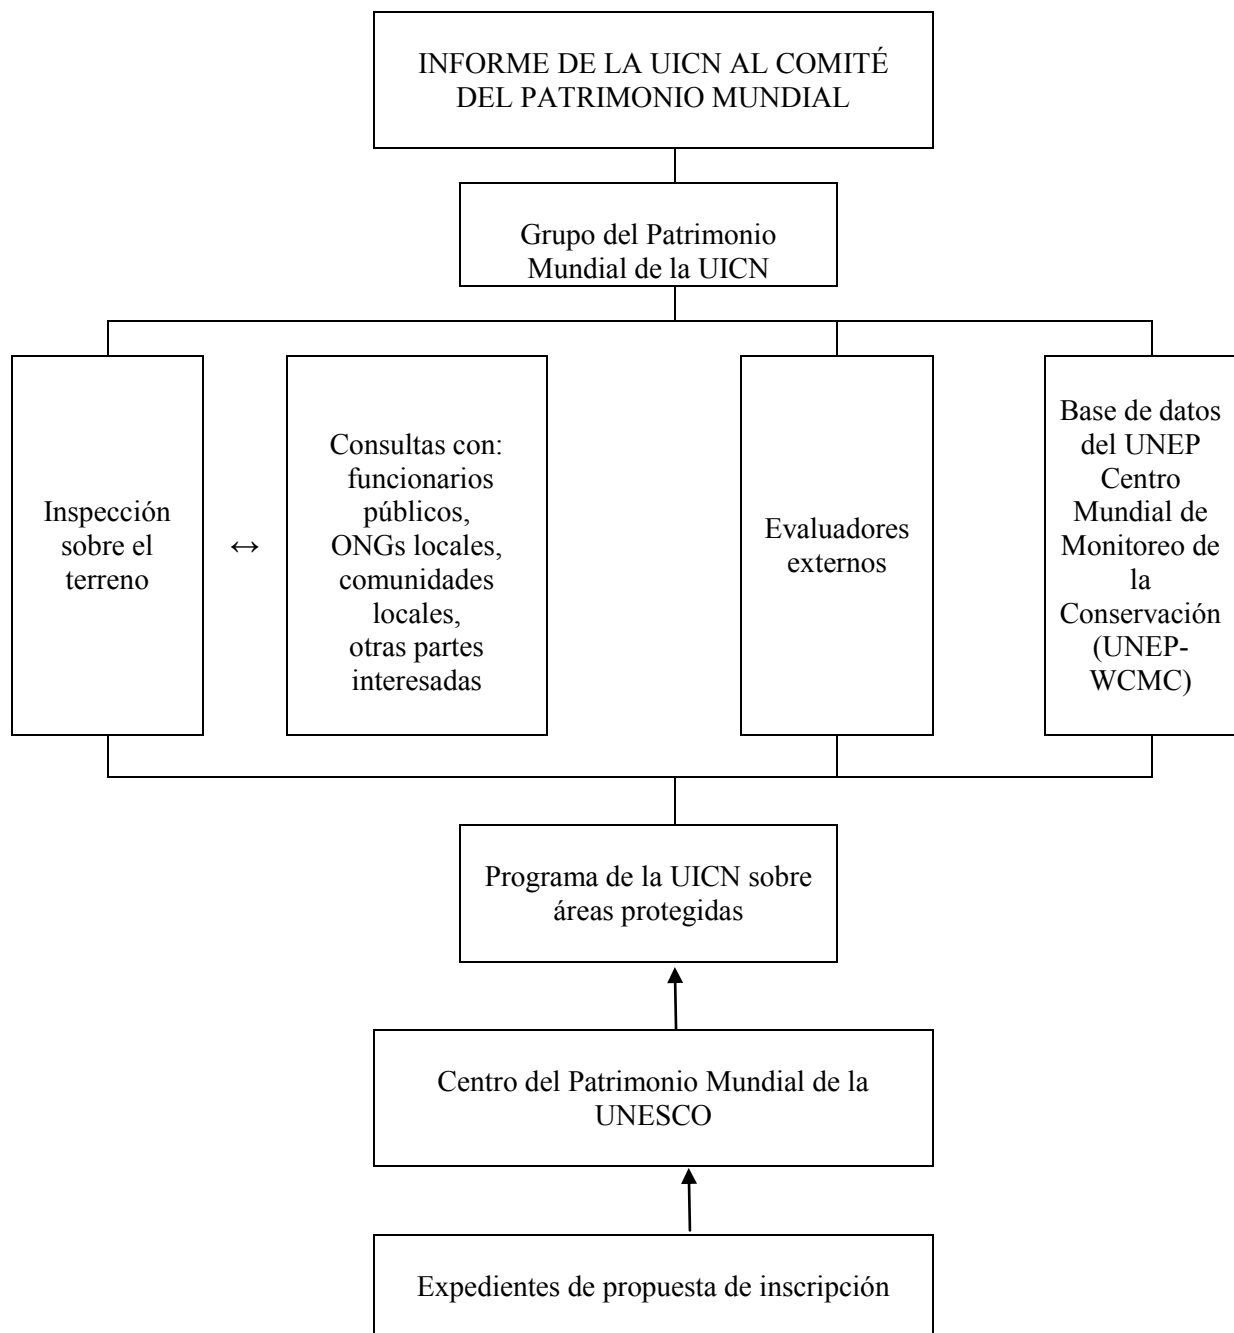 INFORME DE LA UICN AL COMITÉ
DEL PATRIMONIO MUNDIAL
Grupo del Patrimonio
Mundial de la UICN
Inspección
sobre el
terreno
↔
Consultas con:
funcionarios
públicos,
ONGs locales,
comunidades
locales,
otras partes
interesadas
Evaluadores
externos
Base de datos
del UNEP
Centro
Mundial de
Monitoreo de
la
Conservación
(UNEP-
WCMC)
Programa de la UICN sobre
áreas protegidas
Centro del Patrimonio Mundial de la
UNESCO
Expedientes de propuesta de inscripción